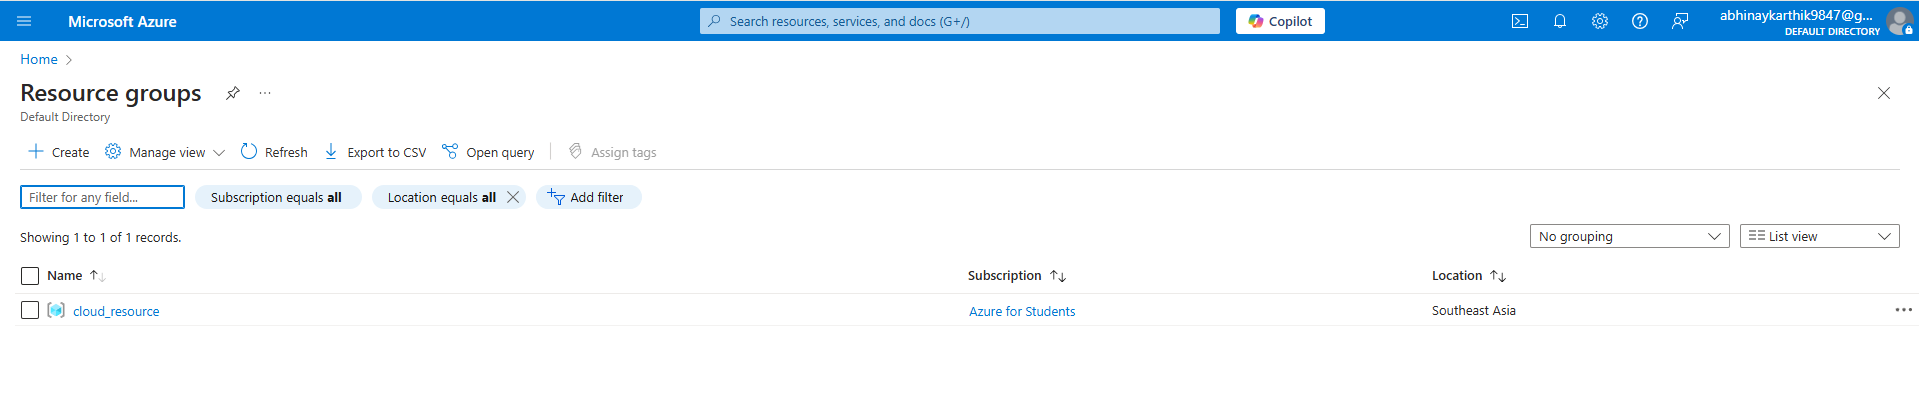 Microsoft Azure
Search resources, services, and docs (G+/)
Copilot
abhinaykarthik9847@g...
DEFAULT DIRECTORY
Home
Resource groups
...
Default Directory
Create
Manage view
Refresh
Export to CSV
Open query
Assign tags
Filter for any field...
Subscription equals all
Location equals all
Add filter
Showing 1 to 1 of 1 records.
No grouping
List view
Name
Subscription
Location
cloud_resource
Azure for Students
Southeast Asia